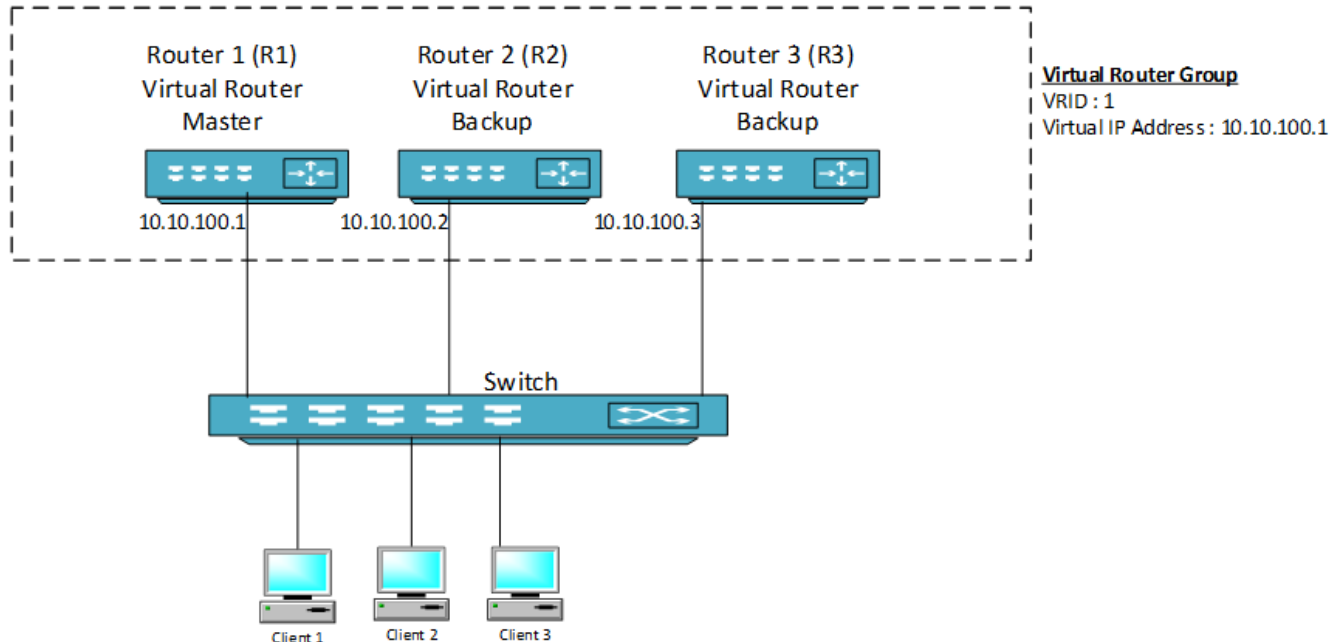 Router 1 (R1)
Virtual Router
Master
Router 2 (R2)
Virtual Router
Backup
Router 3 (R3)
Virtual Router
Backup
Virtual Router Group
VRID : 1
Virtual IP Address : 10.10.100.1
10.10.100.1
10.10.100.2
10.10.100.3
Switch
Client 1
Client 2
Client 3